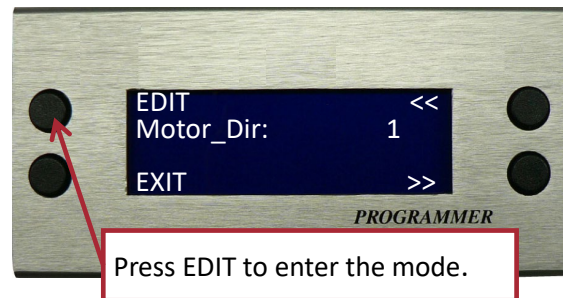 EDIT <<
Motor_Dir: 1
EXIT >>
PROGRAMMER
Press EDIT to enter the mode.